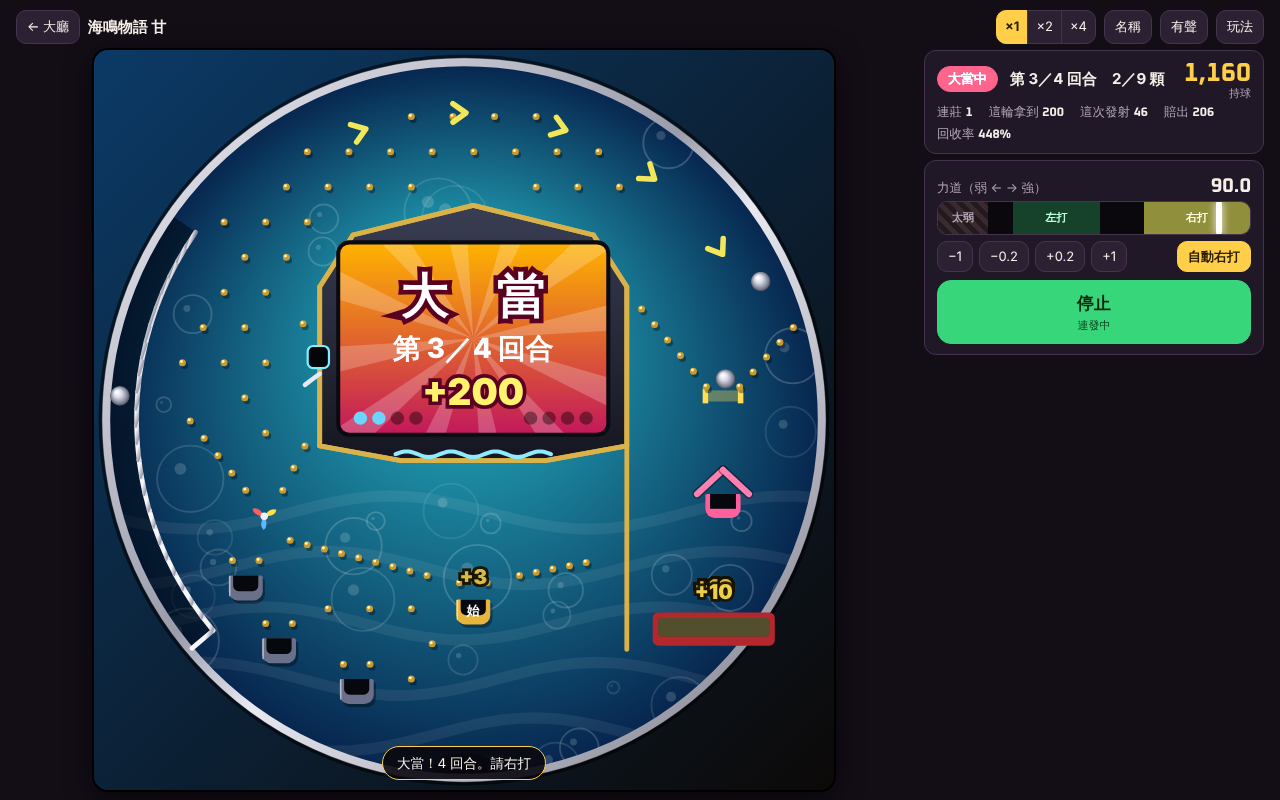 ← 大廳
海鳴物語 甘
×1
×2
×4
名稱
有聲
玩法
大當中
第 3／4 回合
2／9 顆
1,160
持球
連莊 1
這輪拿到 200
這次發射 46
賠出 206
回收率 448%
力道（弱 ← → 強）
90.0
太弱
左打
右打
−1
−0.2
+0.2
+1
自動右打
停止
連發中
大 當
第 3／4 回合
+200
+3
始
+10
大當！4 回合。請右打